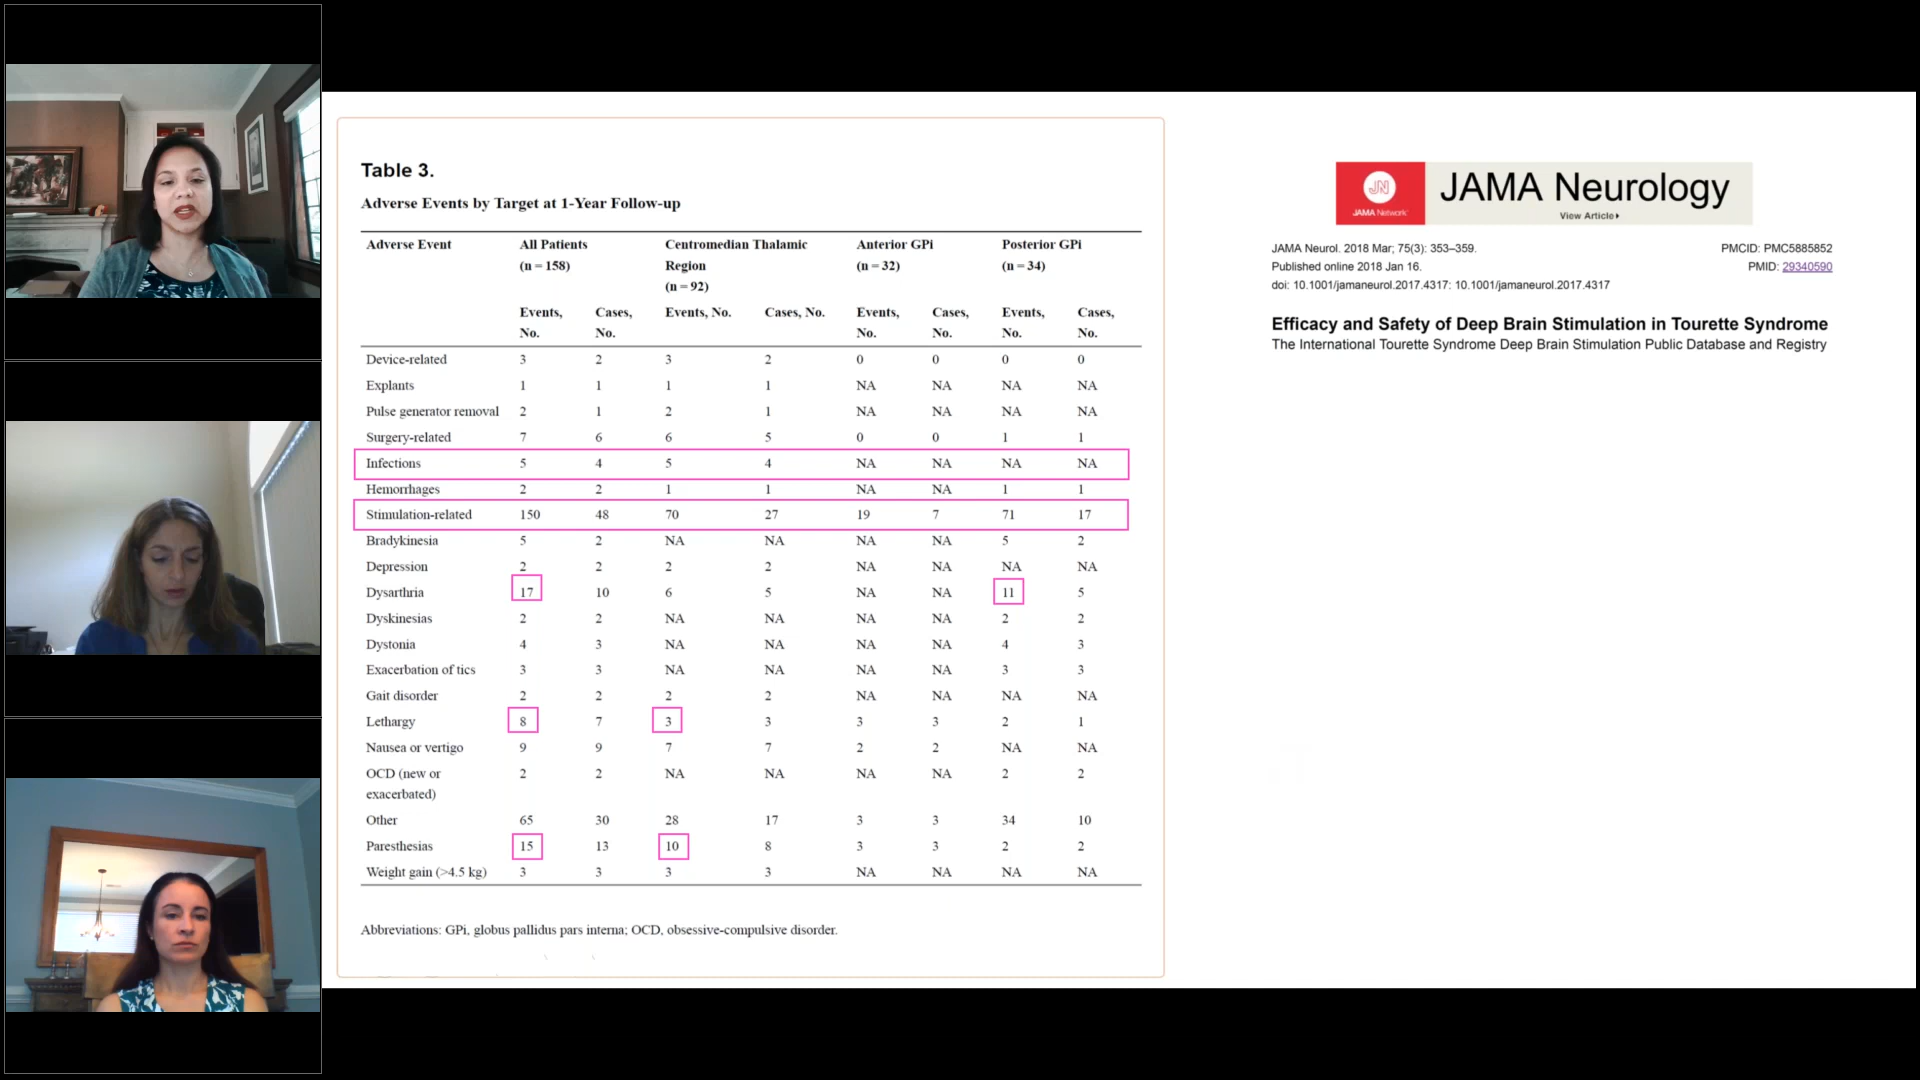 Table 3.
Adverse Events by Target at 1-Year Follow-up
Adverse Event All Patients Centromedian Thalamic Anterior GPi Posterior GPi
(n = 158) Region (n = 32) (n = 34)
(n = 92)
Events, Cases, Events, No. Cases, No. Events, Cases, Events, Cases,
No. No. No. No. No. No.
Device-related 3 2 3 2 0 0 0 0
Explants 1 1 1 1 NA NA NA NA
Pulse generator removal 2 1 2 1 NA NA NA NA
Surgery-related 7 6 6 5 0 0 1 1
Infections 5 4 5 4 NA NA NA NA
Hemorrhages 2 2 1 1 NA NA 1 1
Stimulation-related 150 48 70 27 19 7 71 17
Bradykinesia 5 2 NA NA NA NA 5 2
Depression 2 2 2 2 NA NA NA NA
Dysarthria 17 10 6 5 NA NA 11 5
Dyskinesias 2 2 NA NA NA NA 2 2
Dystonia 4 3 NA NA NA NA 4 3
Exacerbation of tics 3 3 NA NA NA NA 3 3
Gait disorder 2 2 2 2 NA NA NA NA
Lethargy 8 7 3 3 3 3 2 1
Nausea or vertigo 9 9 7 7 2 2 NA NA
OCD (new or 2 2 NA NA NA NA 2 2
exacerbated)
Other 65 30 28 17 3 3 34 10
Paresthesias 15 13 10 8 3 3 2 2
Weight gain (>4.5 kg) 3 3 3 3 NA NA NA NA
Abbreviations: GPi, globus pallidus pars interna; OCD, obsessive-compulsive disorder.
JN
JAMA Network
JAMA Neurology
View Article
JAMA Neurol. 2018 Mar; 75(3): 353–359. PMCID: PMC5885852
Published online 2018 Jan 16. PMID: 29340590
doi: 10.1001/jamaneurol.2017.4317: 10.1001/jamaneurol.2017.4317
Efficacy and Safety of Deep Brain Stimulation in Tourette Syndrome
The International Tourette Syndrome Deep Brain Stimulation Public Database and Registry